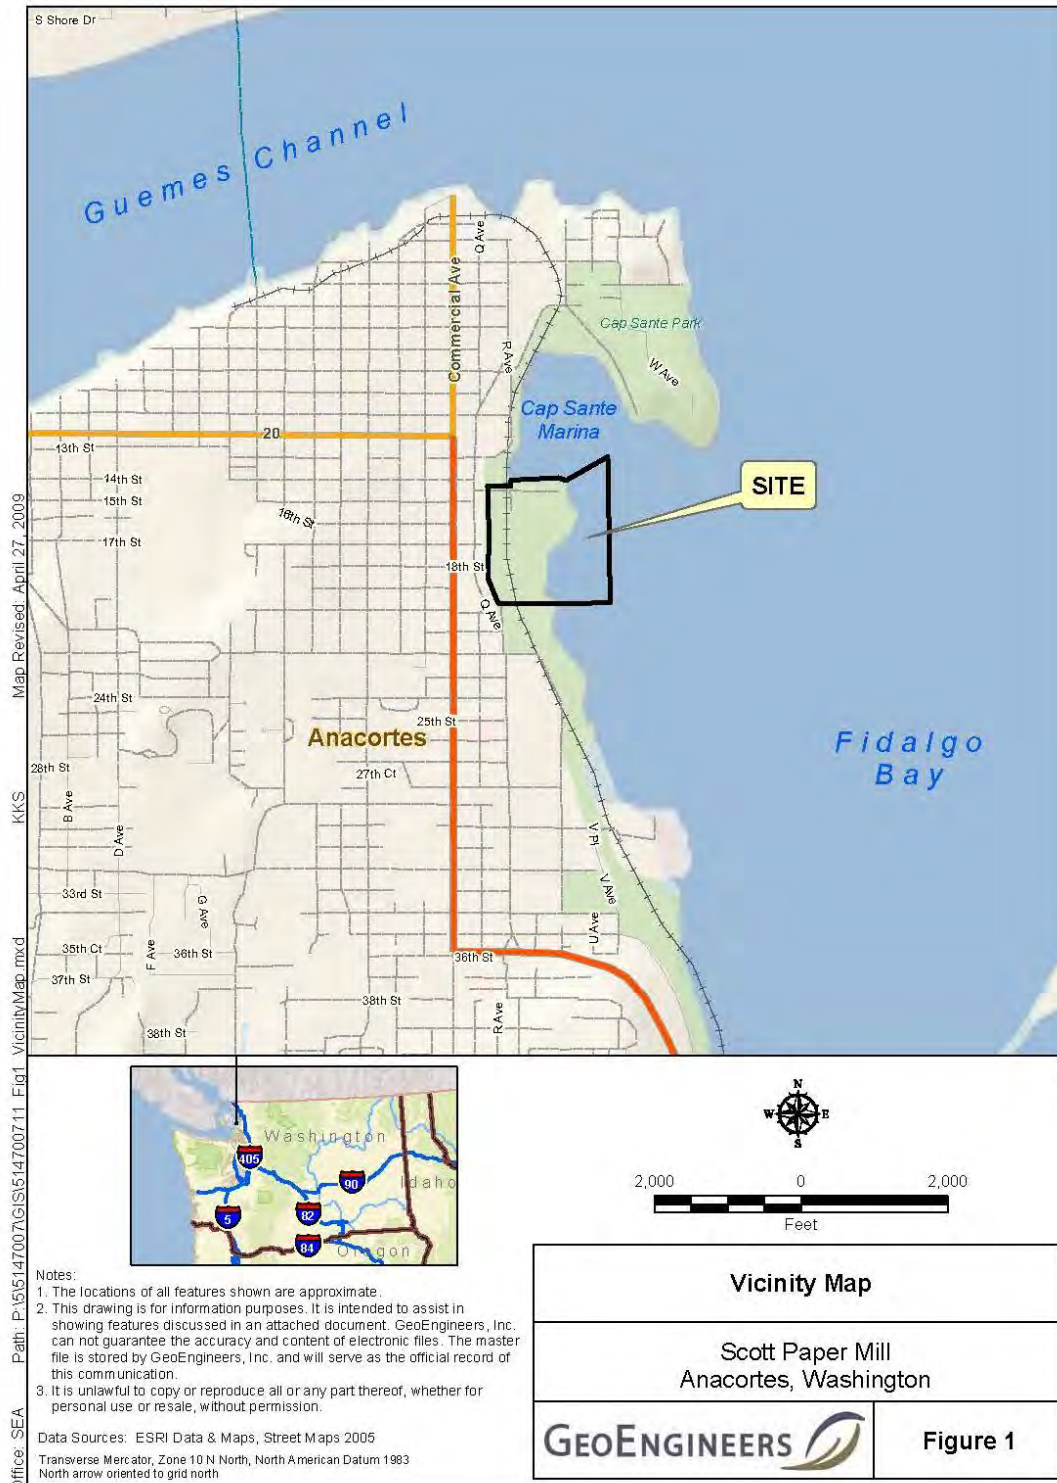 S Shore Dr
Guemes Channel
Q Ave
Commercial Ave
Cap Sante Park
R Ave
W Ave
Cap Sante
Marina
20
13th St
14th St
15th St
16th St
17th St
SITE
18th St
Q Ave
24th St
25th St
Anacortes
Fidalgo
Bay
28th St
27th Ct
B Ave
D Ave
V Pl
V Ave
33rd St
G Ave
U Ave
35th Ct
F Ave
36th St
36th St
37th St
38th St
R Ave
38th St
Office: SEA Path: P:\5\5147007\GIS\514700711_Fig1_VicinityMap.mxd KKS Map Revised: April 27, 2009
Washington
405
90
Idaho
5
82
84
Oregon
N
W E
S
2,000 0 2,000
Feet
Notes:
1. The locations of all features shown are approximate.
2. This drawing is for information purposes. It is intended to assist in
showing features discussed in an attached document. GeoEngineers, Inc.
can not guarantee the accuracy and content of electronic files. The master
file is stored by GeoEngineers, Inc. and will serve as the official record of
this communication.
3. It is unlawful to copy or reproduce all or any part thereof, whether for
personal use or resale, without permission.
Data Sources: ESRI Data & Maps, Street Maps 2005
Transverse Mercator, Zone 10 N North, North American Datum 1983
North arrow oriented to grid north
Vicinity Map
Scott Paper Mill
Anacortes, Washington
GEOENGINEERS
Figure 1